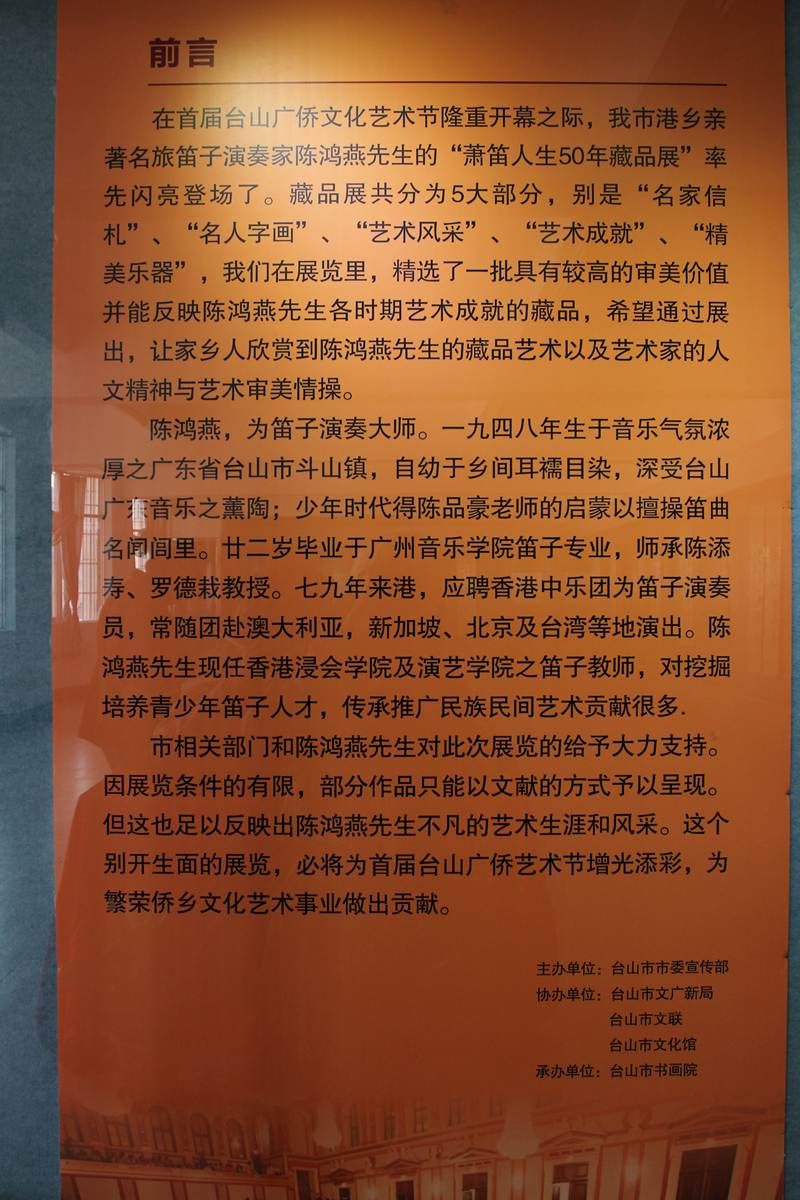 前言
在首届台山广侨文化艺术节隆重开幕之际，我市港乡亲
著名旅笛子演奏家陈鸿燕先生的“萧笛人生50年藏品展”率
先闪亮登场了。藏品展共分为5大部分，别是“名家信
札”、“名人字画”、“艺术风采”、“艺术成就”、“精
美乐器”，我们在展览里，精选了一批具有较高的审美价值
并能反映陈鸿燕先生各时期艺术成就的藏品，希望通过展
出，让家乡人欣赏到陈鸿燕先生的藏品艺术以及艺术家的人
文精神与艺术审美情操。
陈鸿燕，为笛子演奏大师。一九四八年生于音乐气氛浓
厚之广东省台山市斗山镇，自幼于乡间耳襦目染，深受台山
广东音乐之薰陶；少年时代得陈品豪老师的启蒙以擅操笛曲
名闻闾里。廿二岁毕业于广州音乐学院笛子专业，师承陈添
寿、罗德栽教授。七九年来港，应聘香港中乐团为笛子演奏
员，常随团赴澳大利亚，新加坡、北京及台湾等地演出。陈
鸿燕先生现任香港浸会学院及演艺学院之笛子教师，对挖掘
培养青少年笛子人才，传承推广民族民间艺术贡献很多.
市相关部门和陈鸿燕先生对此次展览的给予大力支持。
因展览条件的有限，部分作品只能以文献的方式予以呈现。
但这也足以反映出陈鸿燕先生不凡的艺术生涯和风采。这个
别开生面的展览，必将为首届台山广侨艺术节增光添彩，为
繁荣侨乡文化艺术事业做出贡献。
主办单位：台山市市委宣传部
协办单位：台山市文广新局
台山市文联
台山市文化馆
承办单位：台山市书画院